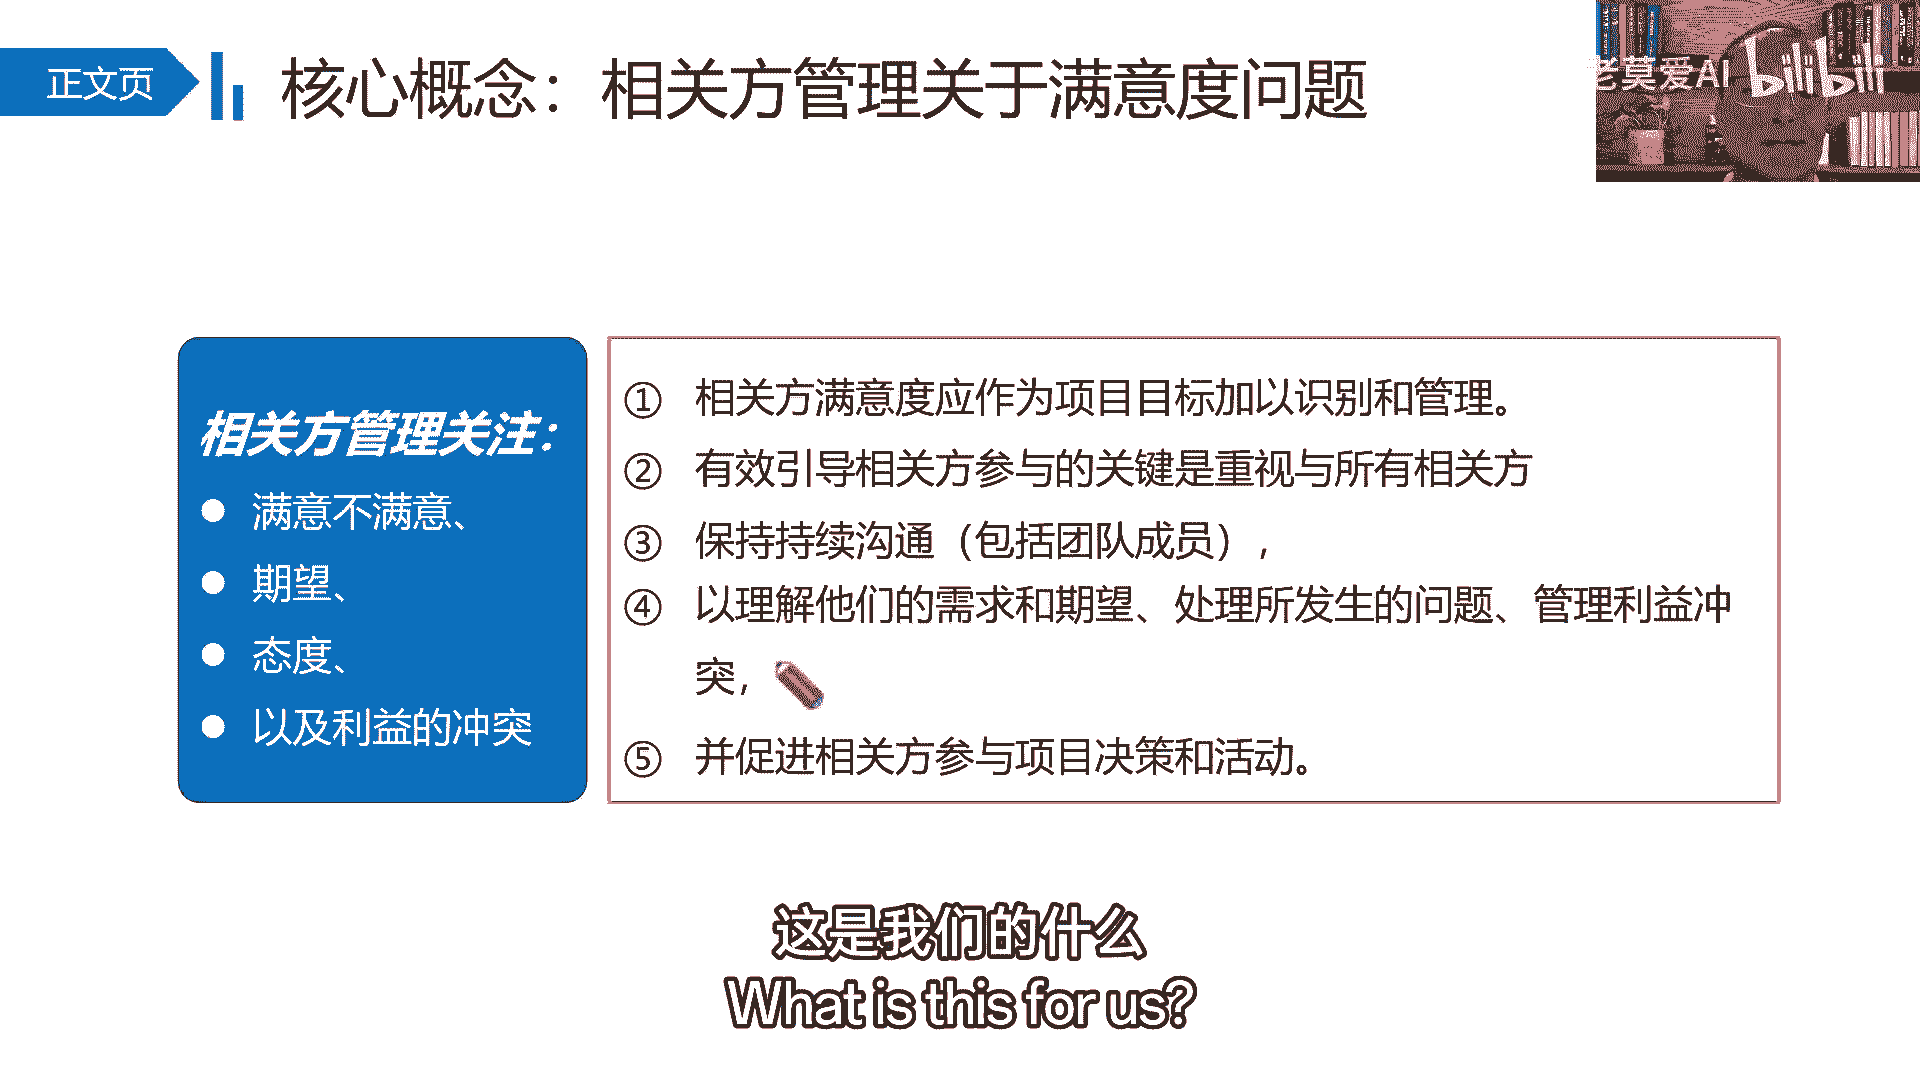 正文页
核心概念：相关方管理关于满意度问题
老莫爱AI bilibili
相关方管理关注：
● 满意不满意、
● 期望、
● 态度、
● 以及利益的冲突
① 相关方满意度应作为项目目标加以识别和管理。
② 有效引导相关方参与的关键是重视与所有相关方
③ 保持持续沟通（包括团队成员），
④ 以理解他们的需求和期望、处理所发生的问题、管理利益冲
突，
⑤ 并促进相关方参与项目决策和活动。
这是我们的什么
What is this for us?